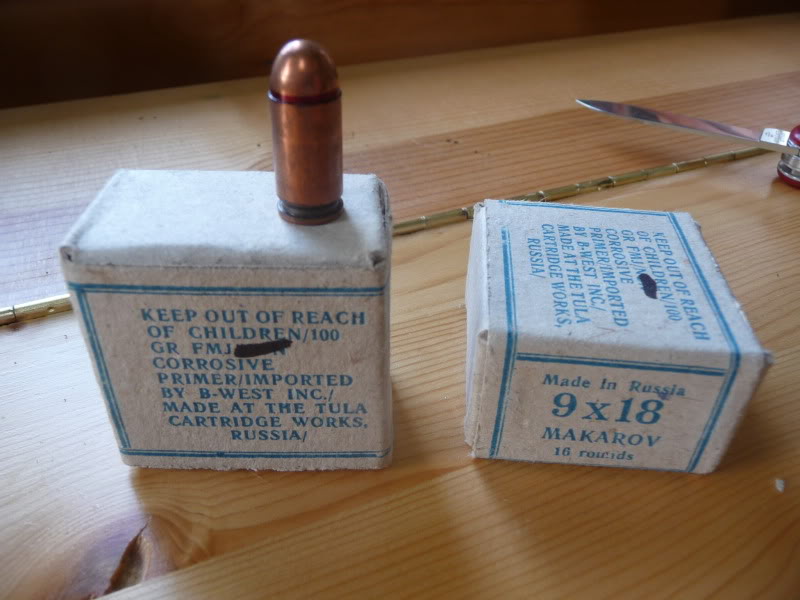 KEEP OUT OF REACH
OF CHILDREN/100
GR FMJ
CORROSIVE
PRIMER/IMPORTED
BY B-WEST INC./
MADE AT THE TULA
CARTRIDGE WORKS,
RUSSIA/
KEEP OUT OF REACH
OF CHILDREN/100
GR FMJ/
CORROSIVE
PRIMER/IMPORTED
BY B-WEST INC./
MADE AT THE TULA
CARTRIDGE WORKS,
RUSSIA/
Made In Russia
9x18
MAKAROV
16 rounds